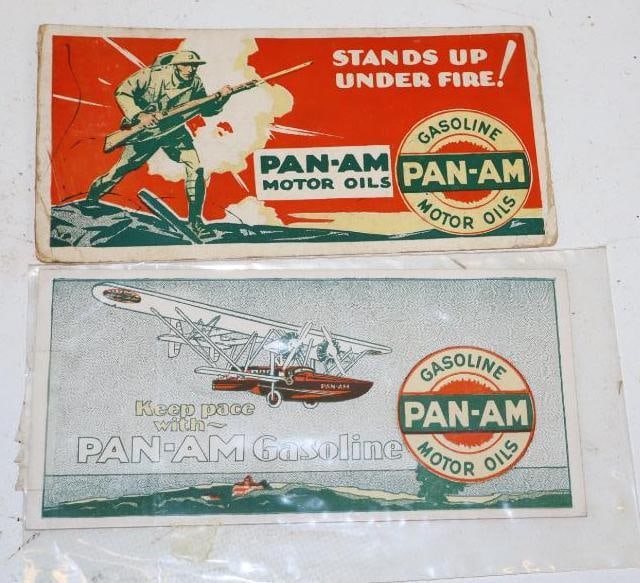 STANDS UP
UNDER FIRE!
PAN-AM
MOTOR OILS
GASOLINE
PAN-AM
MOTOR OILS
PAN-AM
Keep pace
with~
PAN-AM Gasoline
GASOLINE
PAN-AM
MOTOR OILS